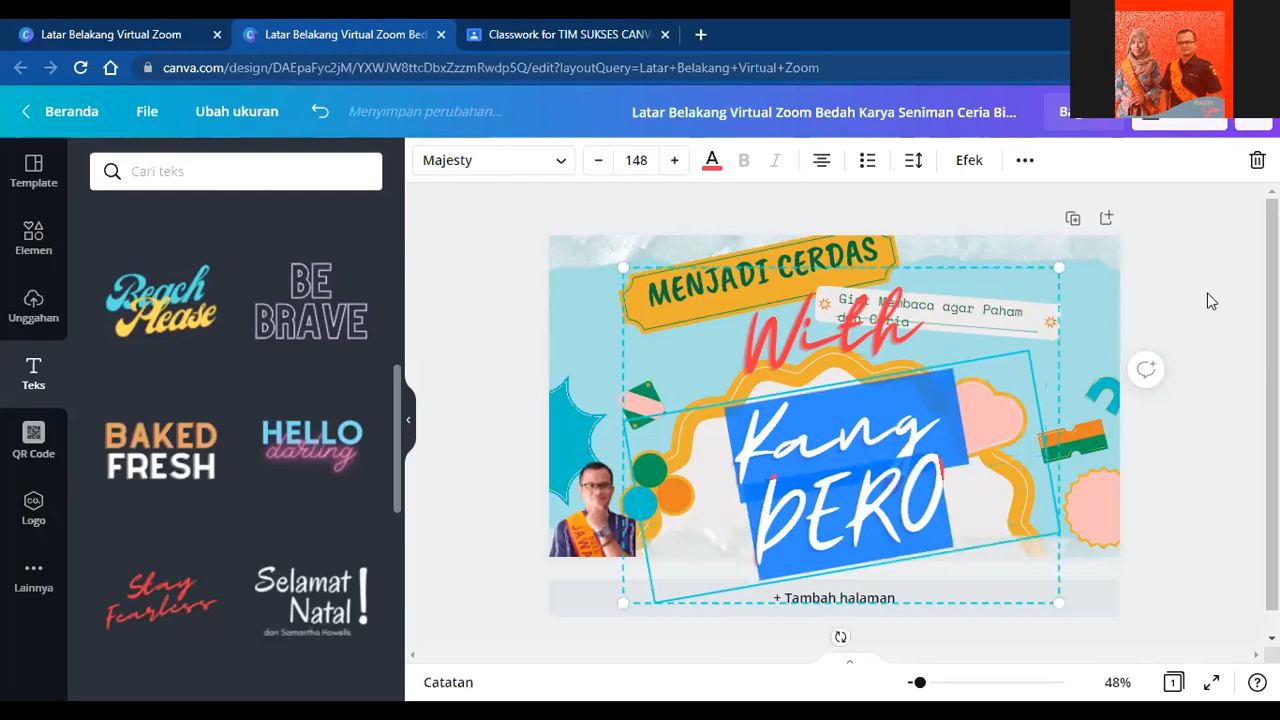 Latar Belakang Virtual Zoom
Latar Belakang Virtual Zoom Bed
Classwork for TIM SUKSES CANV
canva.com/design/DAEpaFyc2jM/YXWJW8ttcDbxZzzmRwdp5Q/edit?layoutQuery=Latar+Belakang+Virtual+Zoom
Beranda
File
Ubah ukuran
Menyimpan perubahan...
Latar Belakang Virtual Zoom Bedah Karya Seniman Ceria Bi...
Template
Elemen
Unggahan
Teks
QR Code
CO.
Logo
Lainnya
Cari teks
Beach
Please
BE
BRAVE
BAKED
FRESH
HELLO
darling
Stay
Fearless
Selamat
Natal!
dan Samantha Howells
Majesty
– 148 +
A B I
Efek
MENJADI CERDAS
Membaca agar Paham
With
Kang
DERO
+ Tambah halaman
Catatan
48%
1
?